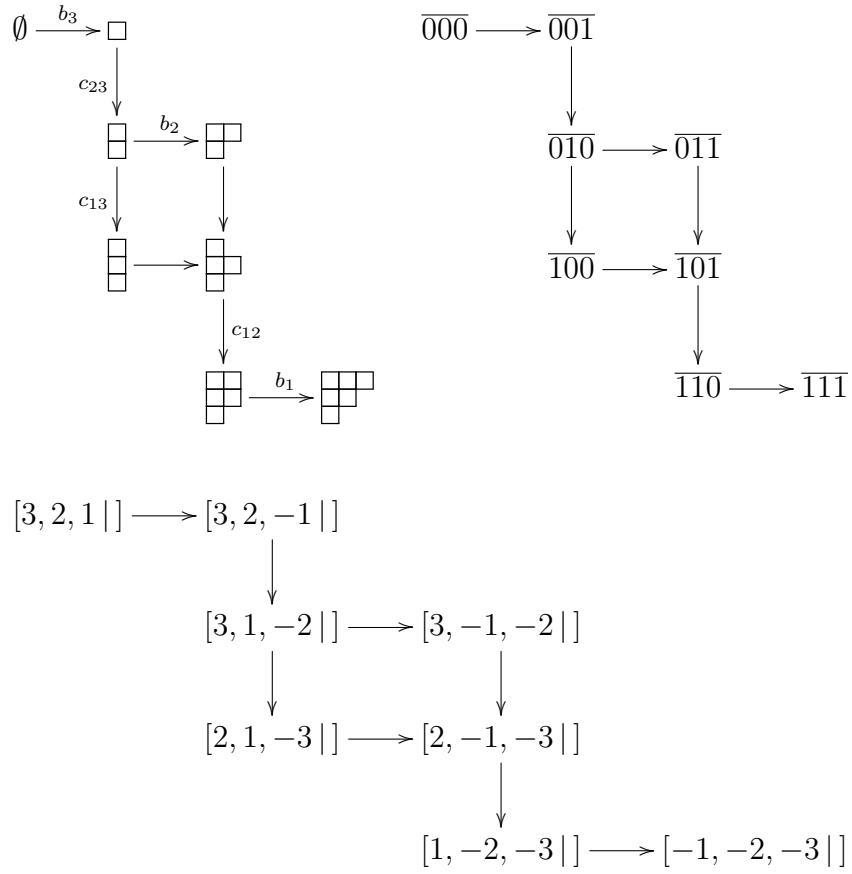 ∅ b₃ 000 001
c₂₃
b₂ 010 011
c₁₃
100 101
c₁₂
b₁ 110 111
[3, 2, 1 | ] [3, 2, −1 | ]
[3, 1, −2 | ] [3, −1, −2 | ]
[2, 1, −3 | ] [2, −1, −3 | ]
[1, −2, −3 | ] [−1, −2, −3 | ]